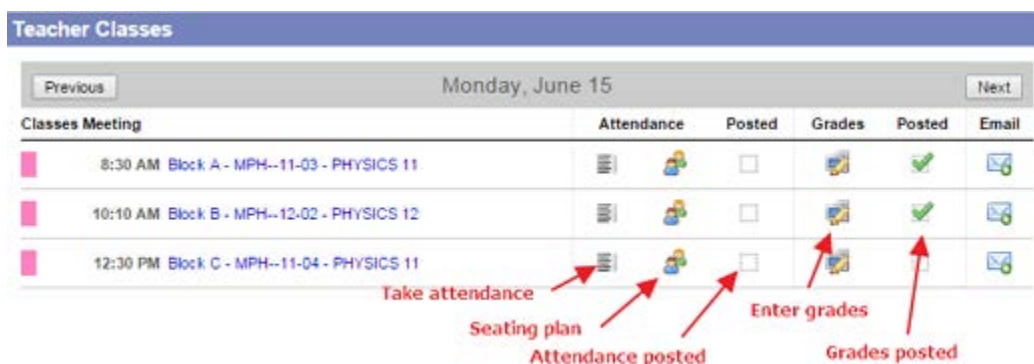 Teacher Classes
Previous Monday, June 15 Next
Classes Meeting Attendance Posted Grades Posted Email
8:30 AM Block A - MPH--11-03 - PHYSICS 11
10:10 AM Block B - MPH--12-02 - PHYSICS 12
12:30 PM Block C - MPH--11-04 - PHYSICS 11
Take attendance
Enter grades
Seating plan
Attendance posted Grades posted